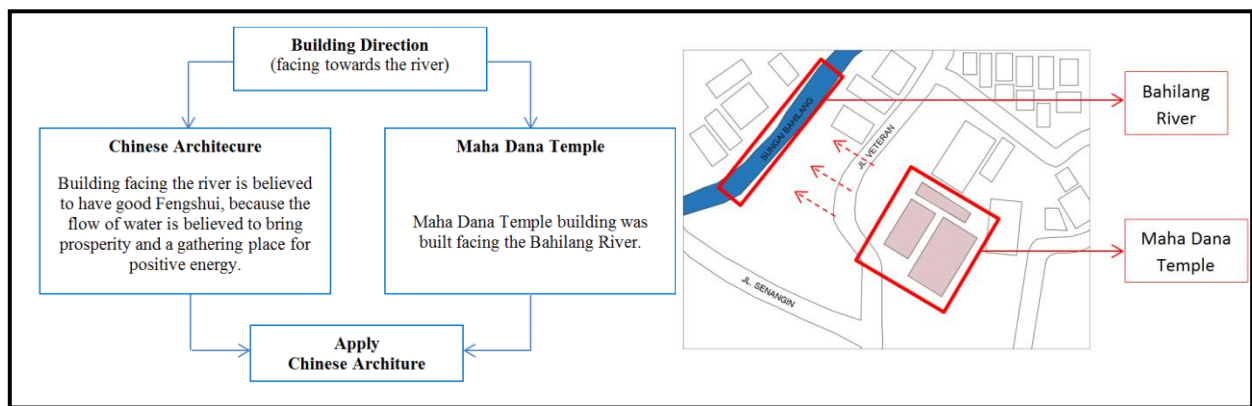 Building Direction
(facing towards the river)
Chinese Architecure
Building facing the river is believed
to have good Fengshui, because the
flow of water is believed to bring
prosperity and a gathering place for
positive energy.
Maha Dana Temple
Maha Dana Temple building was
built facing the Bahilang River.
Apply
Chinese Architure
SUNGAI BAHILANG
JL. VETERAN
JL. SENANGIN
Bahilang
River
Maha Dana
Temple